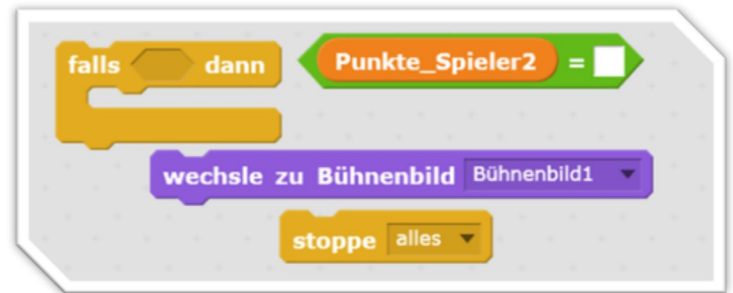 falls dann Punkte_Spieler2 =
wechsle zu Bühnenbild Bühnenbild1
stoppe alles